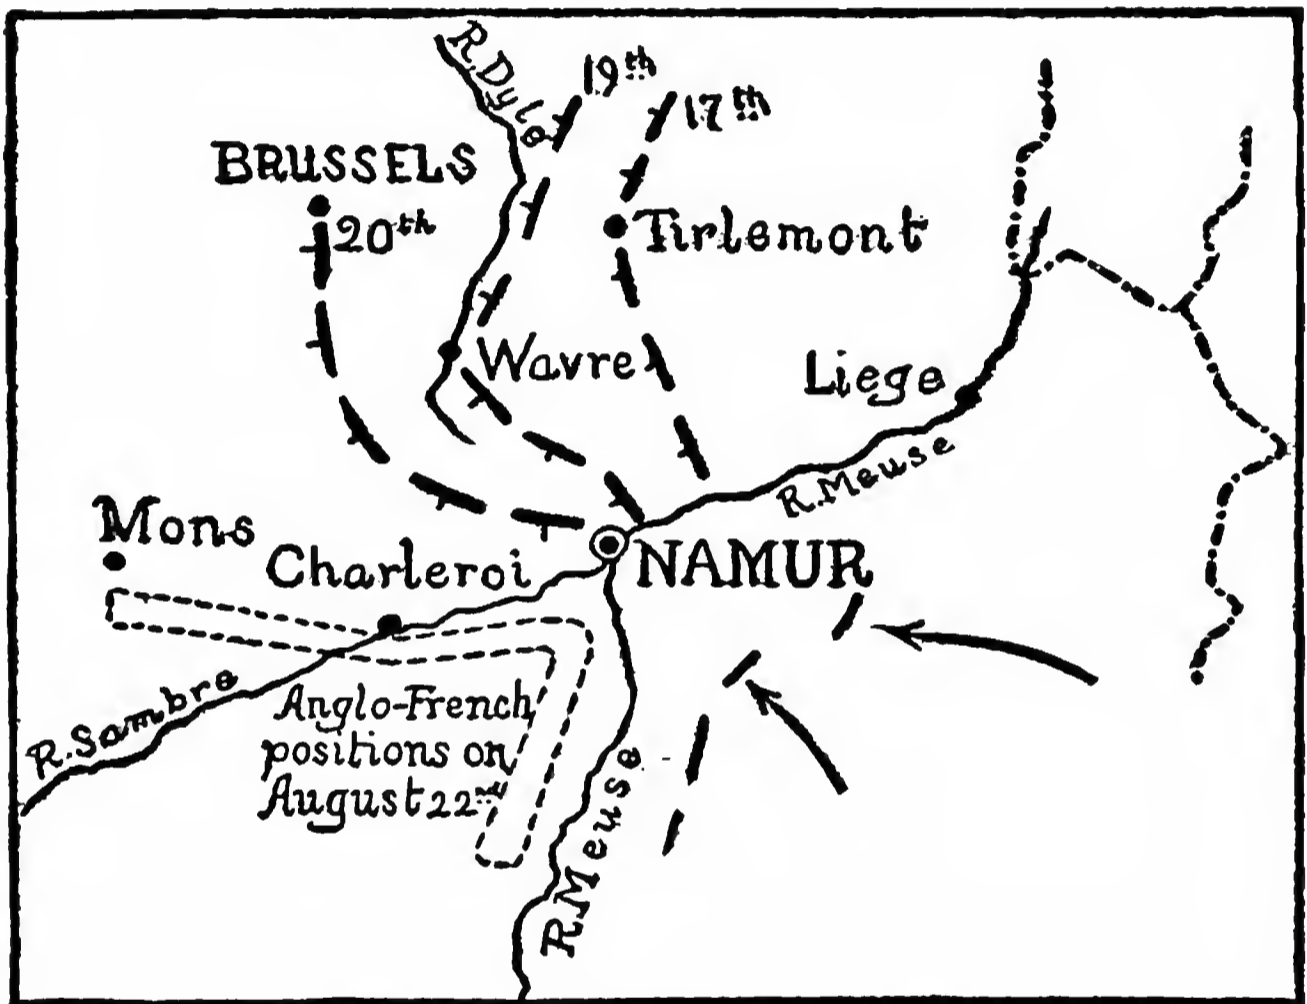 R. Dyle
19th
17th
BRUSSELS
20th
Tirlemont
Wavre
Liege
R. Meuse
Mons
Charleroi
NAMUR
R. Sambre
Anglo-French
positions on
August 22nd
R. Meuse